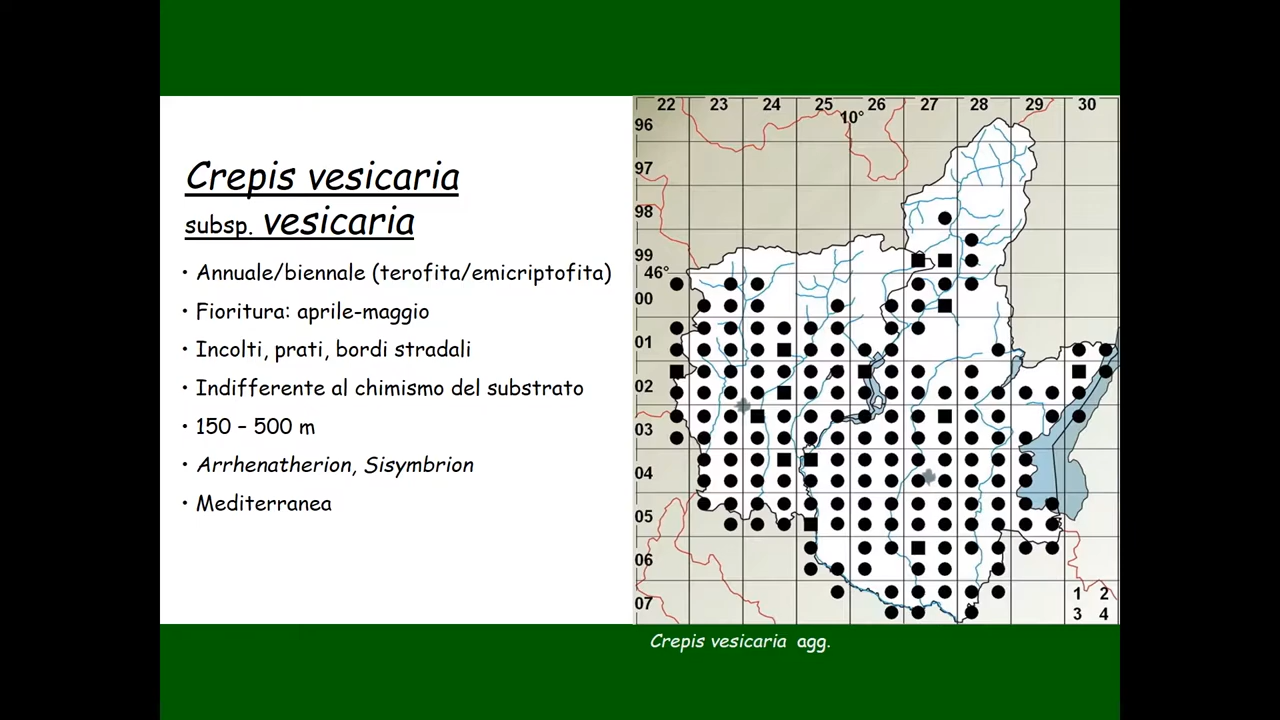 Crepis vesicaria
subsp. vesicaria
• Annuale/biennale (terofita/emicriptofita)
• Fioritura: aprile-maggio
• Incolti, prati, bordi stradali
• Indifferente al chimismo del substrato
• 150 – 500 m
• Arrhenatherion, Sisymbrion
• Mediterranea
22 23 24 25 26 27 28 29 30
10°
96
97
98
99
46°
00
01
02
03
04
05
06
07
1 2
3 4
Crepis vesicaria agg.